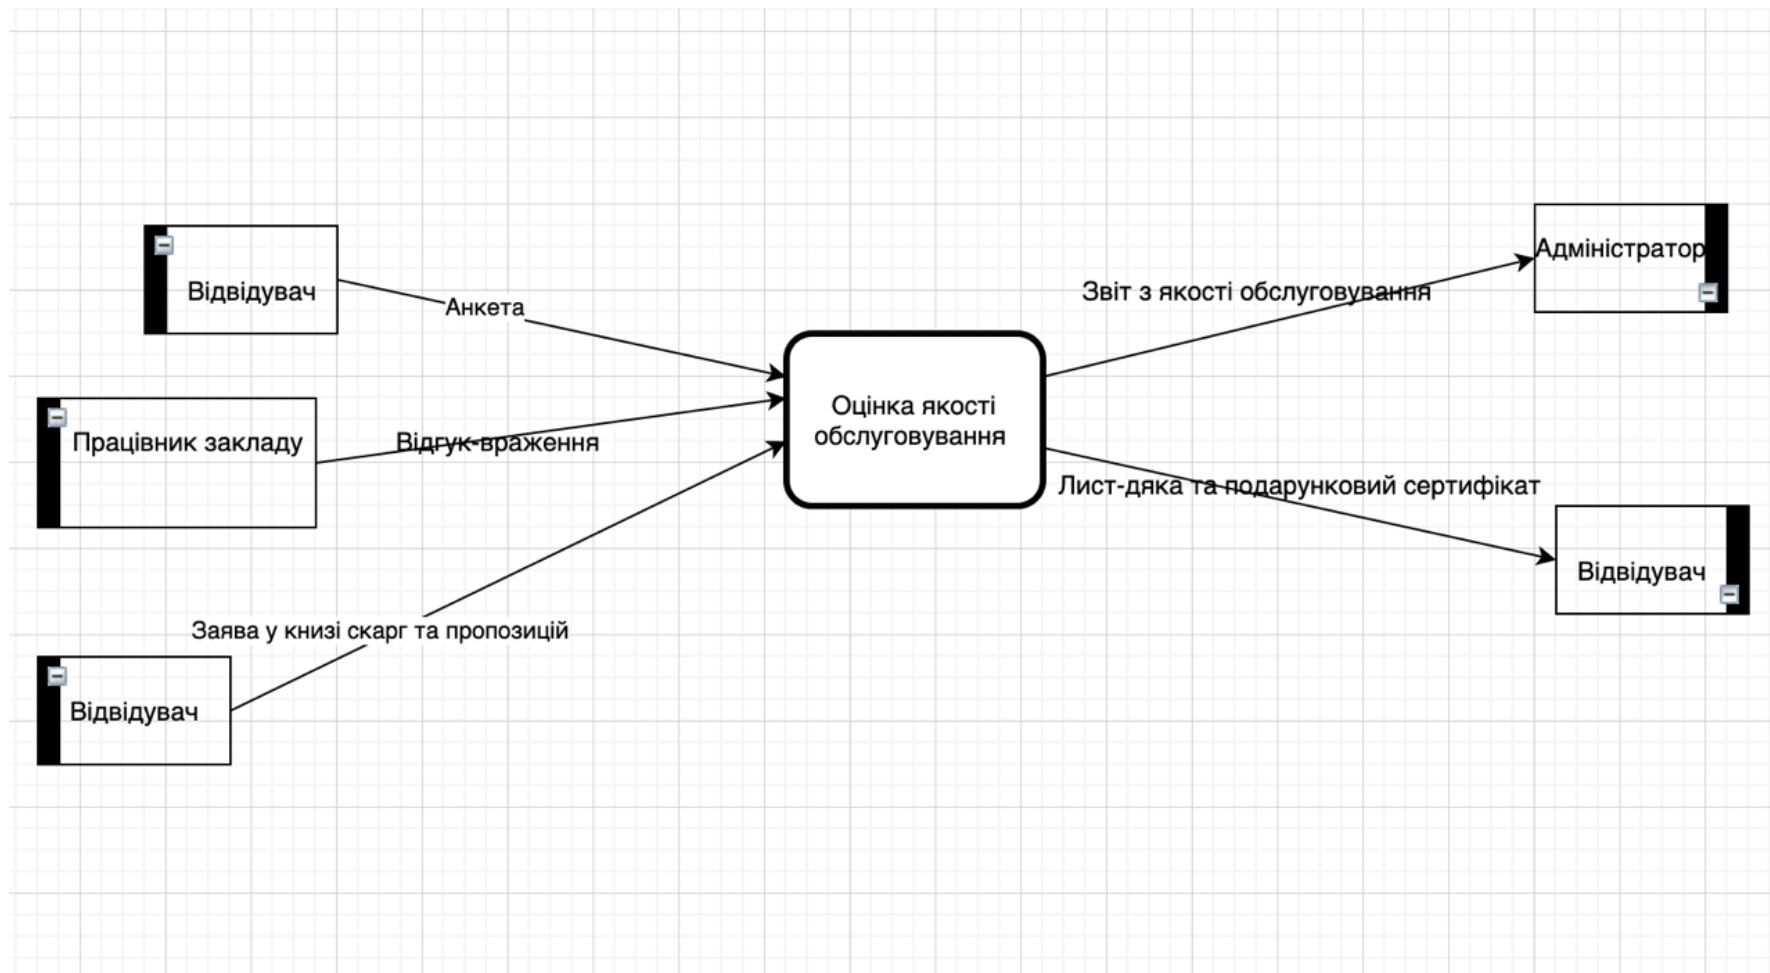 Відвідувач
Анкета
Працівник закладу
Відгук-враження
Заява у книзі скарг та пропозицій
Відвідувач
Оцінка якості
обслуговування
Звіт з якості обслуговування
Адміністратор
Лист-дяка та подарунковий сертифікат
Відвідувач